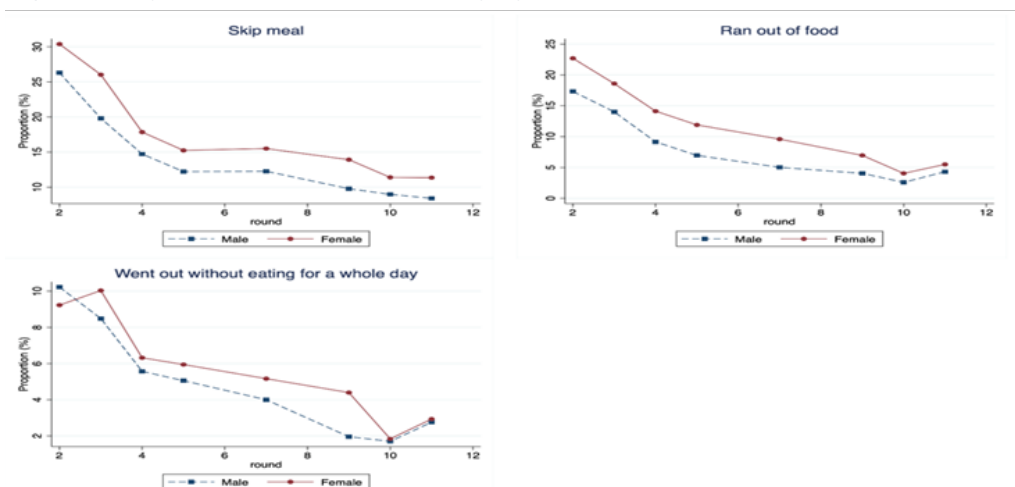 Skip meal
Proportion (%)
30
25
20
15
10
2 4 6 8 10 12
round
Male Female
Ran out of food
Proportion (%)
25
20
15
10
5
0
2 4 6 8 10 12
round
Male Female
Went out without eating for a whole day
Proportion (%)
10
8
6
4
2
2 4 6 8 10 12
round
Male Female